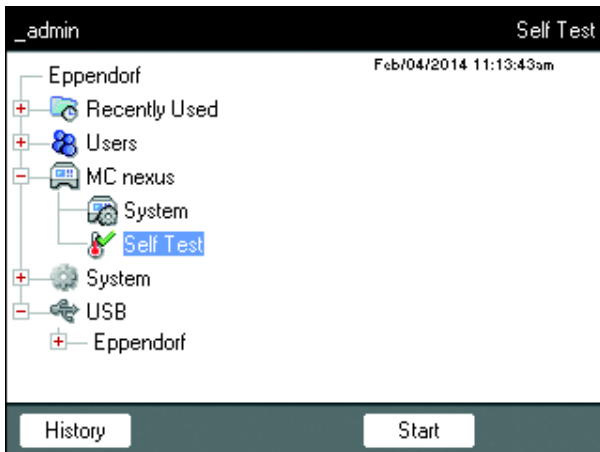 _admin Self Test
Feb/04/2014 11:13:43am
Eppendorf
Recently Used
Users
MC nexus
System
Self Test
System
USB
Eppendorf
History Start